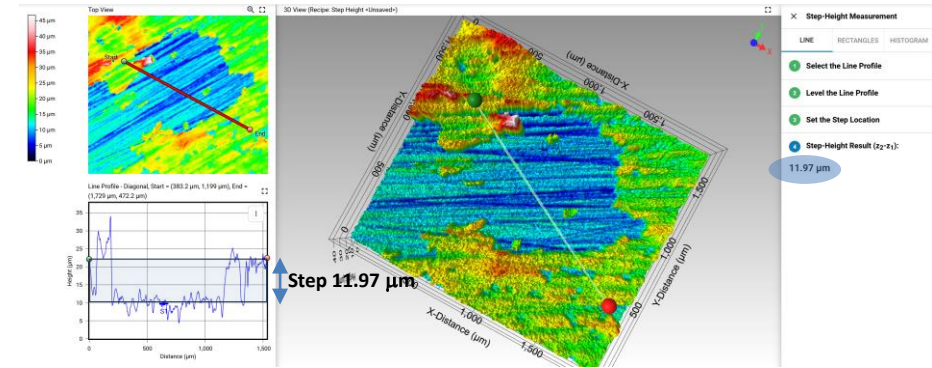 Top View
45 μm
40 μm
35 μm
30 μm
25 μm
20 μm
15 μm
10 μm
5 μm
0 μm
Start
End
Line Profile - Diagonal, Start = (383.2 μm, 1,199 μm), End =
(1,729 μm, 472.2 μm)
Height (μm)
35
30
25
20
15
10
5
0
S1
0
500
1,000
1,500
Distance (μm)
Step 11.97 μm
3D View (Recipe: Step Height <Unsaved>)
0
500
1,000
1,500
X-Distance (μm)
1,500
Y-Distance (μm)
500
0
X-Distance (μm)
1,000
1,500
Y-Distance (μm)
500
1,000
1,500
X
Step-Height Measurement
LINE
RECTANGLES
HISTOGRAM
1 Select the Line Profile
2 Level the Line Profile
3 Set the Step Location
4 Step-Height Result (z₂-z₁):
11.97 μm